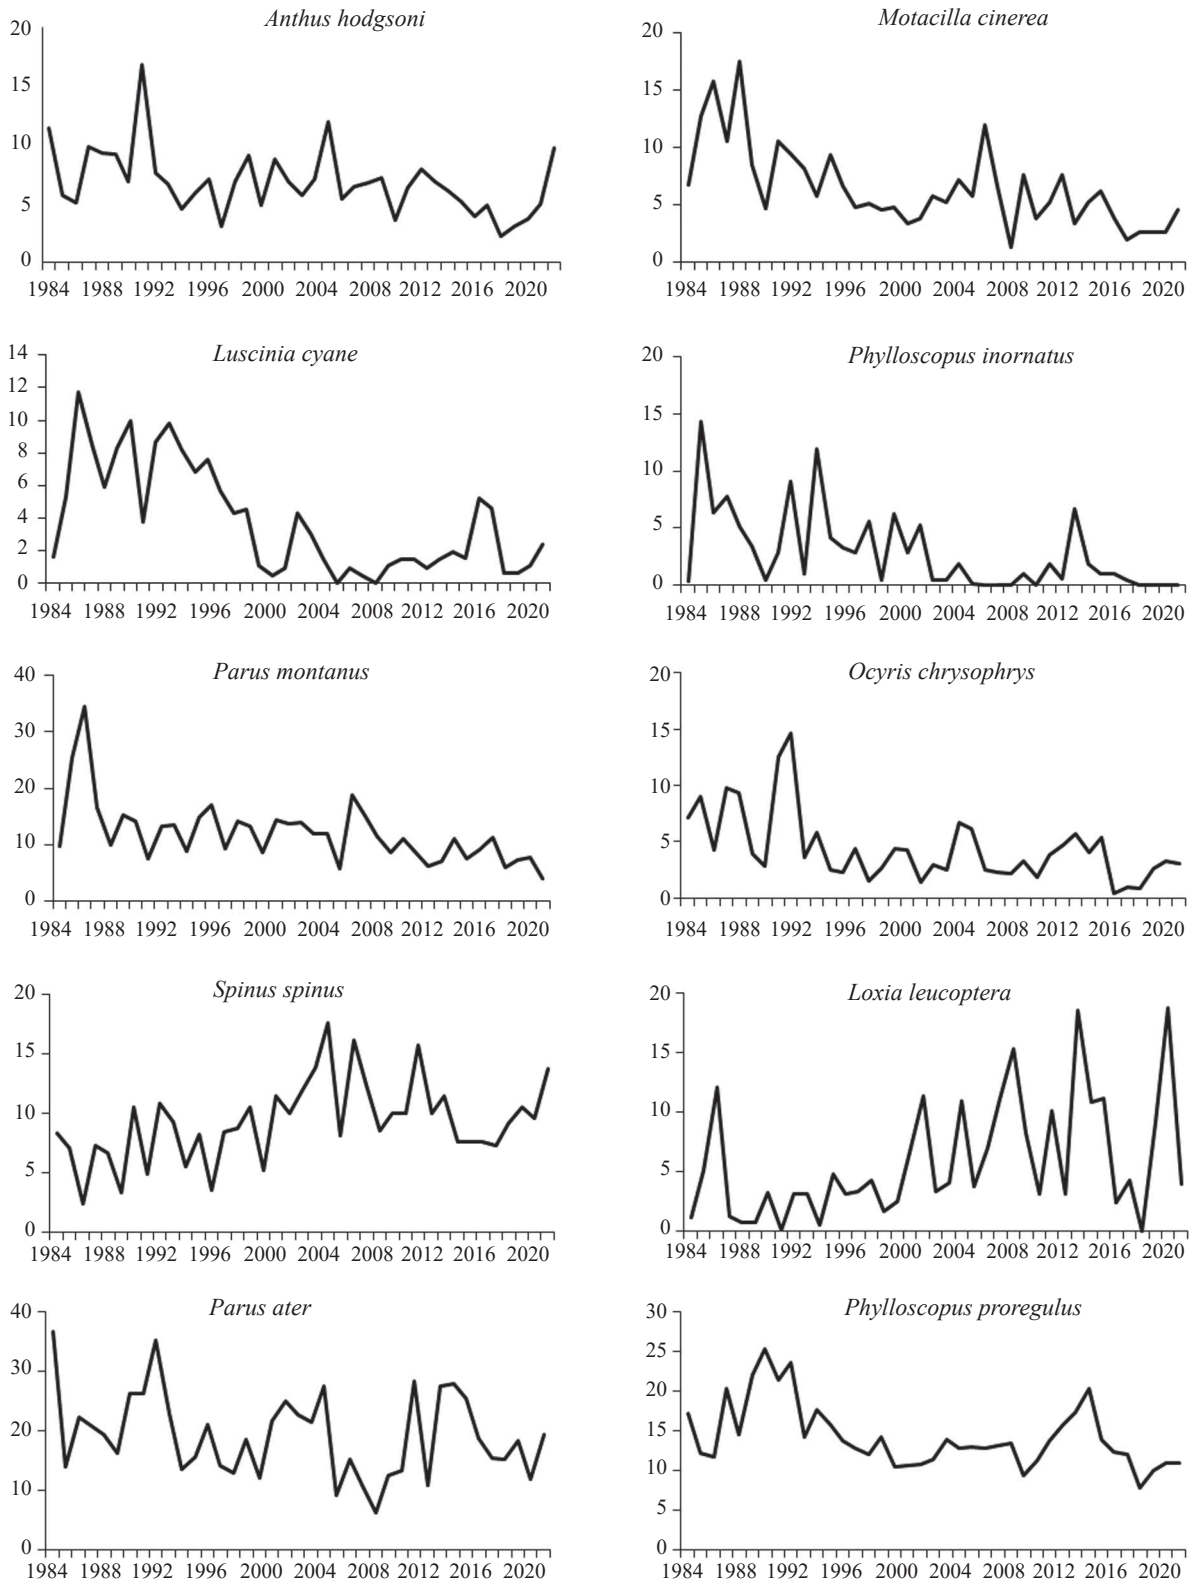 Anthus hodgsoni
20
15
10
5
0
1984 1988 1992 1996 2000 2004 2008 2012 2016 2020
Motacilla cinerea
20
15
10
5
0
1984 1988 1992 1996 2000 2004 2008 2012 2016 2020
Luscinia cyane
14
12
10
8
6
4
2
0
1984 1988 1992 1996 2000 2004 2008 2012 2016 2020
Phylloscopus inornatus
20
15
10
5
0
1984 1988 1992 1996 2000 2004 2008 2012 2016 2020
Parus montanus
40
30
20
10
0
1984 1988 1992 1996 2000 2004 2008 2012 2016 2020
Ocyris chrysophrys
20
15
10
5
0
1984 1988 1992 1996 2000 2004 2008 2012 2016 2020
Spinus spinus
20
15
10
5
0
1984 1988 1992 1996 2000 2004 2008 2012 2016 2020
Loxia leucoptera
20
15
10
5
0
1984 1988 1992 1996 2000 2004 2008 2012 2016 2020
Parus ater
40
30
20
10
0
1984 1988 1992 1996 2000 2004 2008 2012 2016 2020
Phylloscopus proregulus
30
25
20
15
10
5
0
1984 1988 1992 1996 2000 2004 2008 2012 2016 2020